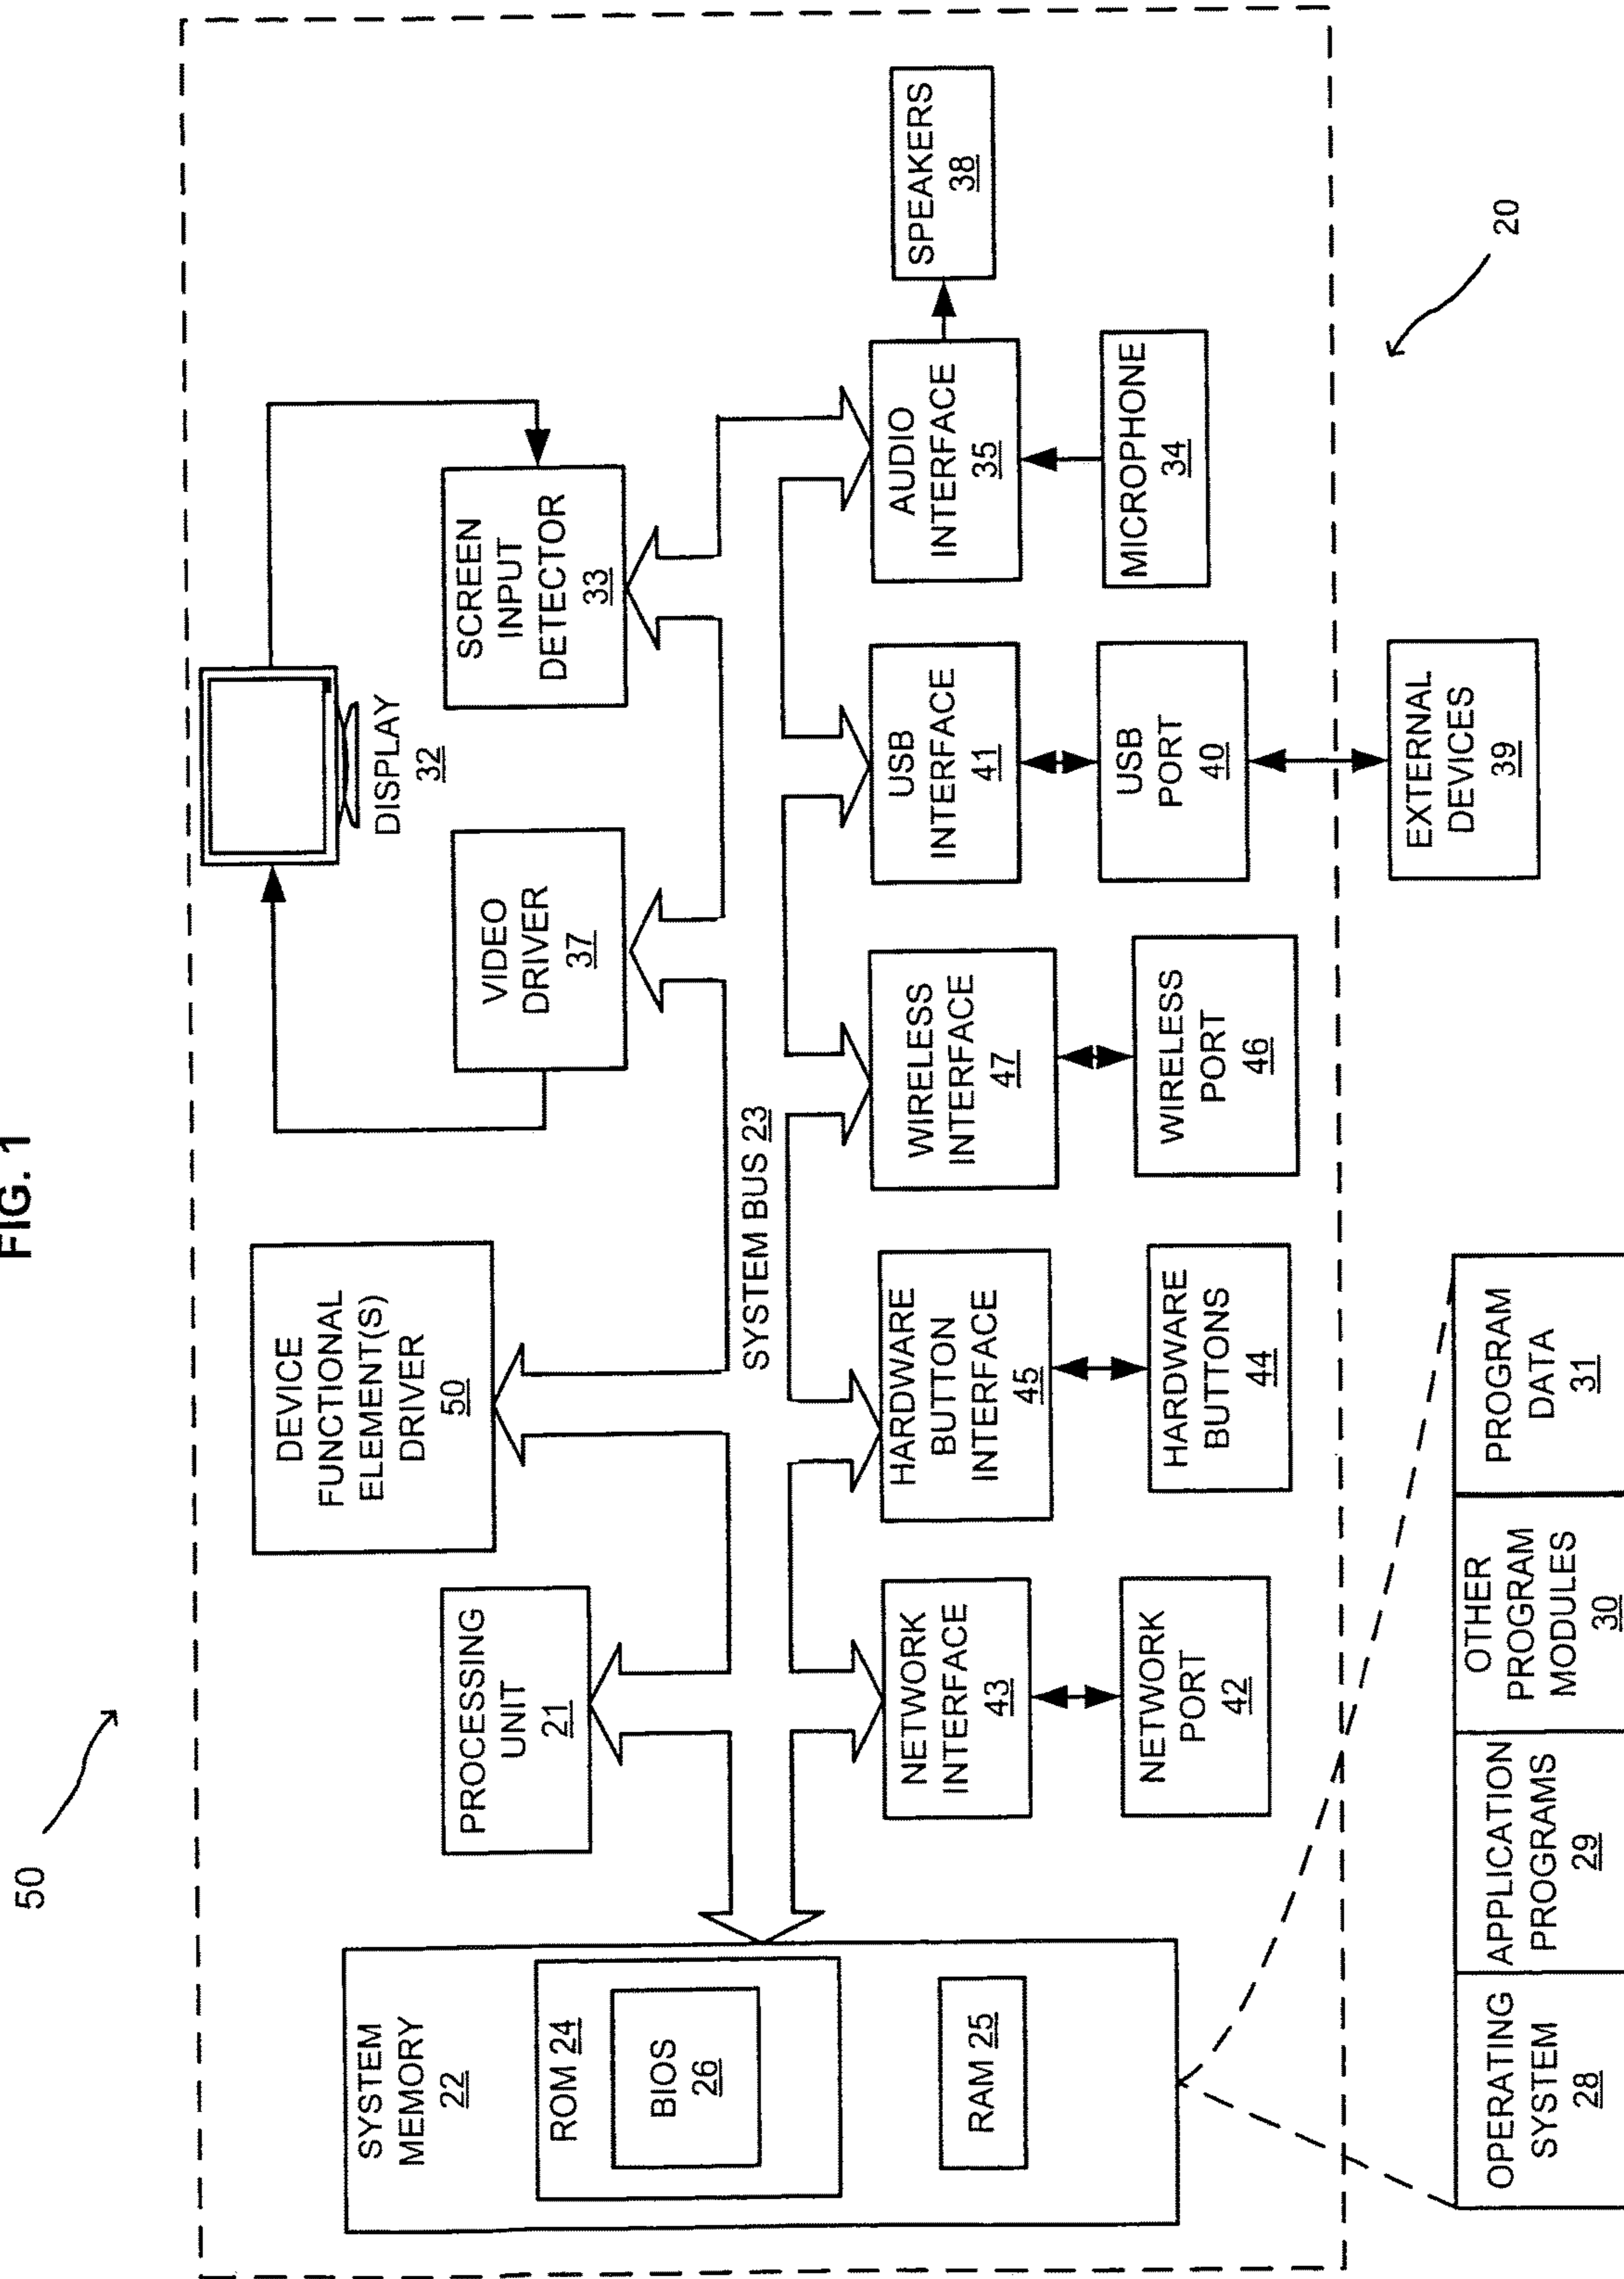 FIG. 1
50
DISPLAY
32
DEVICE
FUNCTIONAL
ELEMENT(S)
DRIVER
50
PROCESSING
UNIT
21
VIDEO
DRIVER
37
SCREEN
INPUT
DETECTOR
33
SYSTEM
MEMORY
22
ROM 24
BIOS
26
RAM 25
SYSTEM BUS 23
NETWORK
INTERFACE
43
HARDWARE
BUTTON
INTERFACE
45
WIRELESS
INTERFACE
47
USB
INTERFACE
41
AUDIO
INTERFACE
35
SPEAKERS
38
NETWORK
PORT
42
HARDWARE
BUTTONS
44
WIRELESS
PORT
46
USB
PORT
40
MICROPHONE
34
EXTERNAL
DEVICES
39
20
OPERATING
SYSTEM
28
APPLICATION
PROGRAMS
29
OTHER
PROGRAM
MODULES
30
PROGRAM
DATA
31